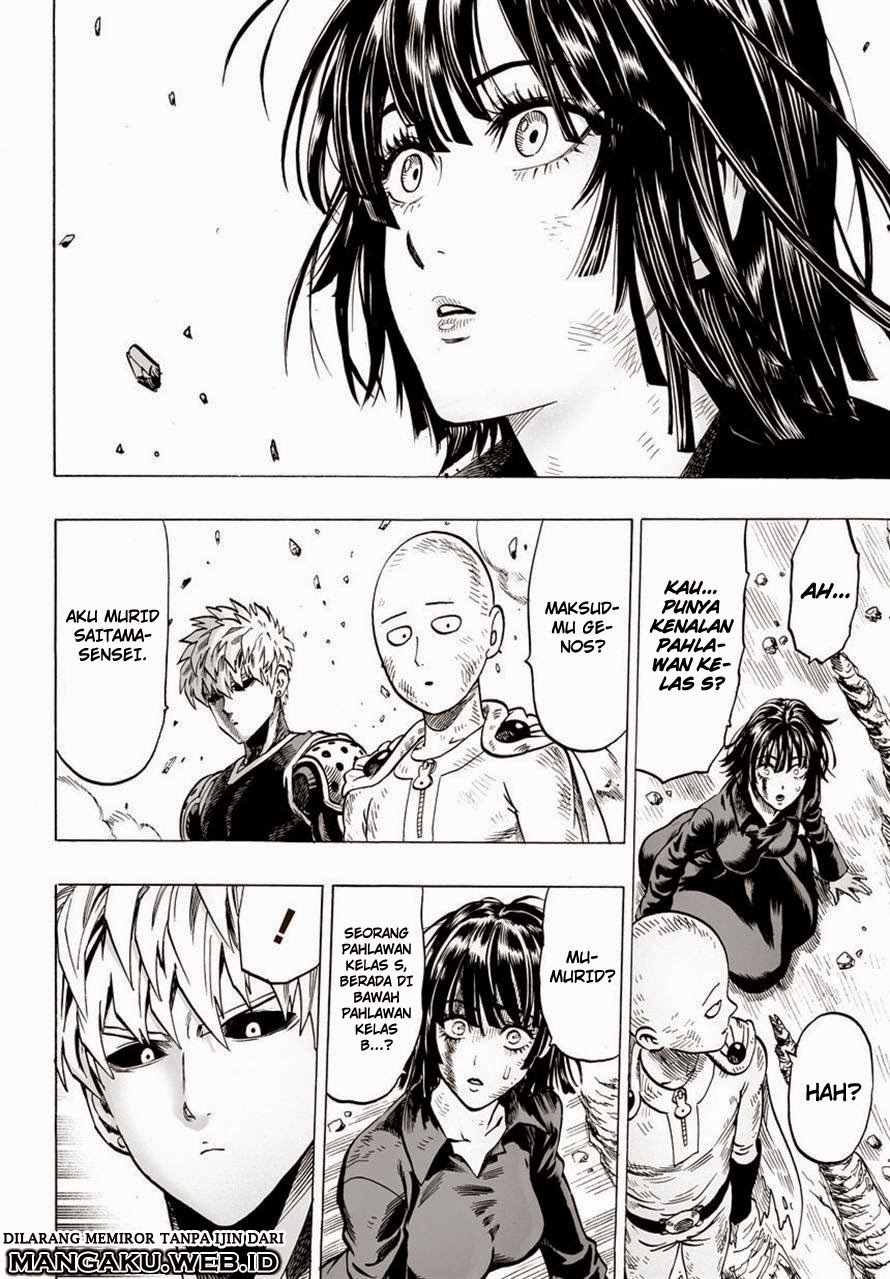 AH...
KAU...
PUNYA
KENALAN
PAHLA-
WAN KE-
LAS S?
HAH?
MAKSUD-
MU GE-
NOS?
AKU MURID
SAITAMA-
SENSEI.
MU-
MURID?
SEORANG
PAHLAWAN
KELAS S,
BERADA DI
BAWAH
PAHLAWAN
KELAS
B...?
!
DILARANG MEMIROR TANPA IJIN DARI
MANGAKU.WEB.ID